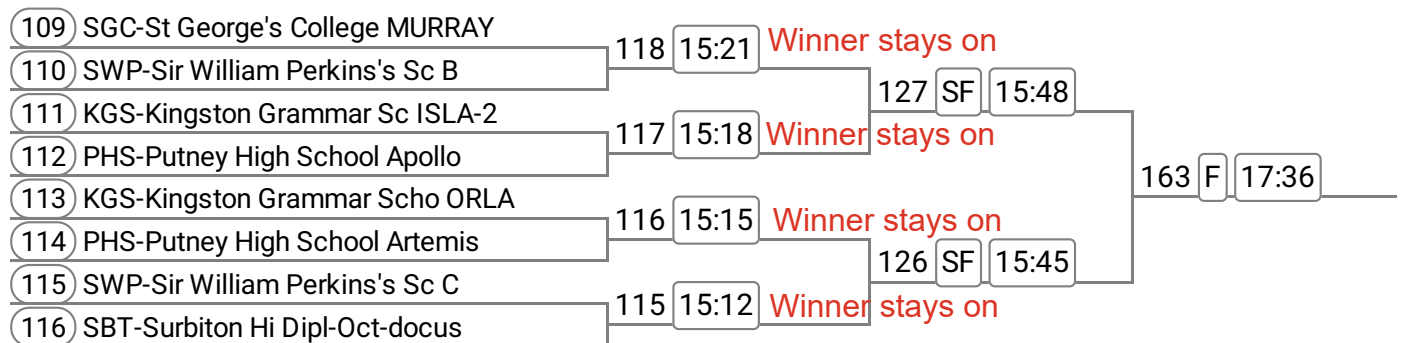 109 SGC-St George's College MURRAY
118 15:21 Winner stays on
110 SWP-Sir William Perkins's Sc B
127 SF 15:48
111 KGS-Kingston Grammar Sc ISLA-2
117 15:18 Winner stays on
112 PHS-Putney High School Apollo
163 F 17:36
113 KGS-Kingston Grammar Scho ORLA
116 15:15 Winner stays on
114 PHS-Putney High School Artemis
126 SF 15:45
115 SWP-Sir William Perkins's Sc C
115 15:12 Winner stays on
116 SBT-Surbiton Hi Dipl-Oct-docus